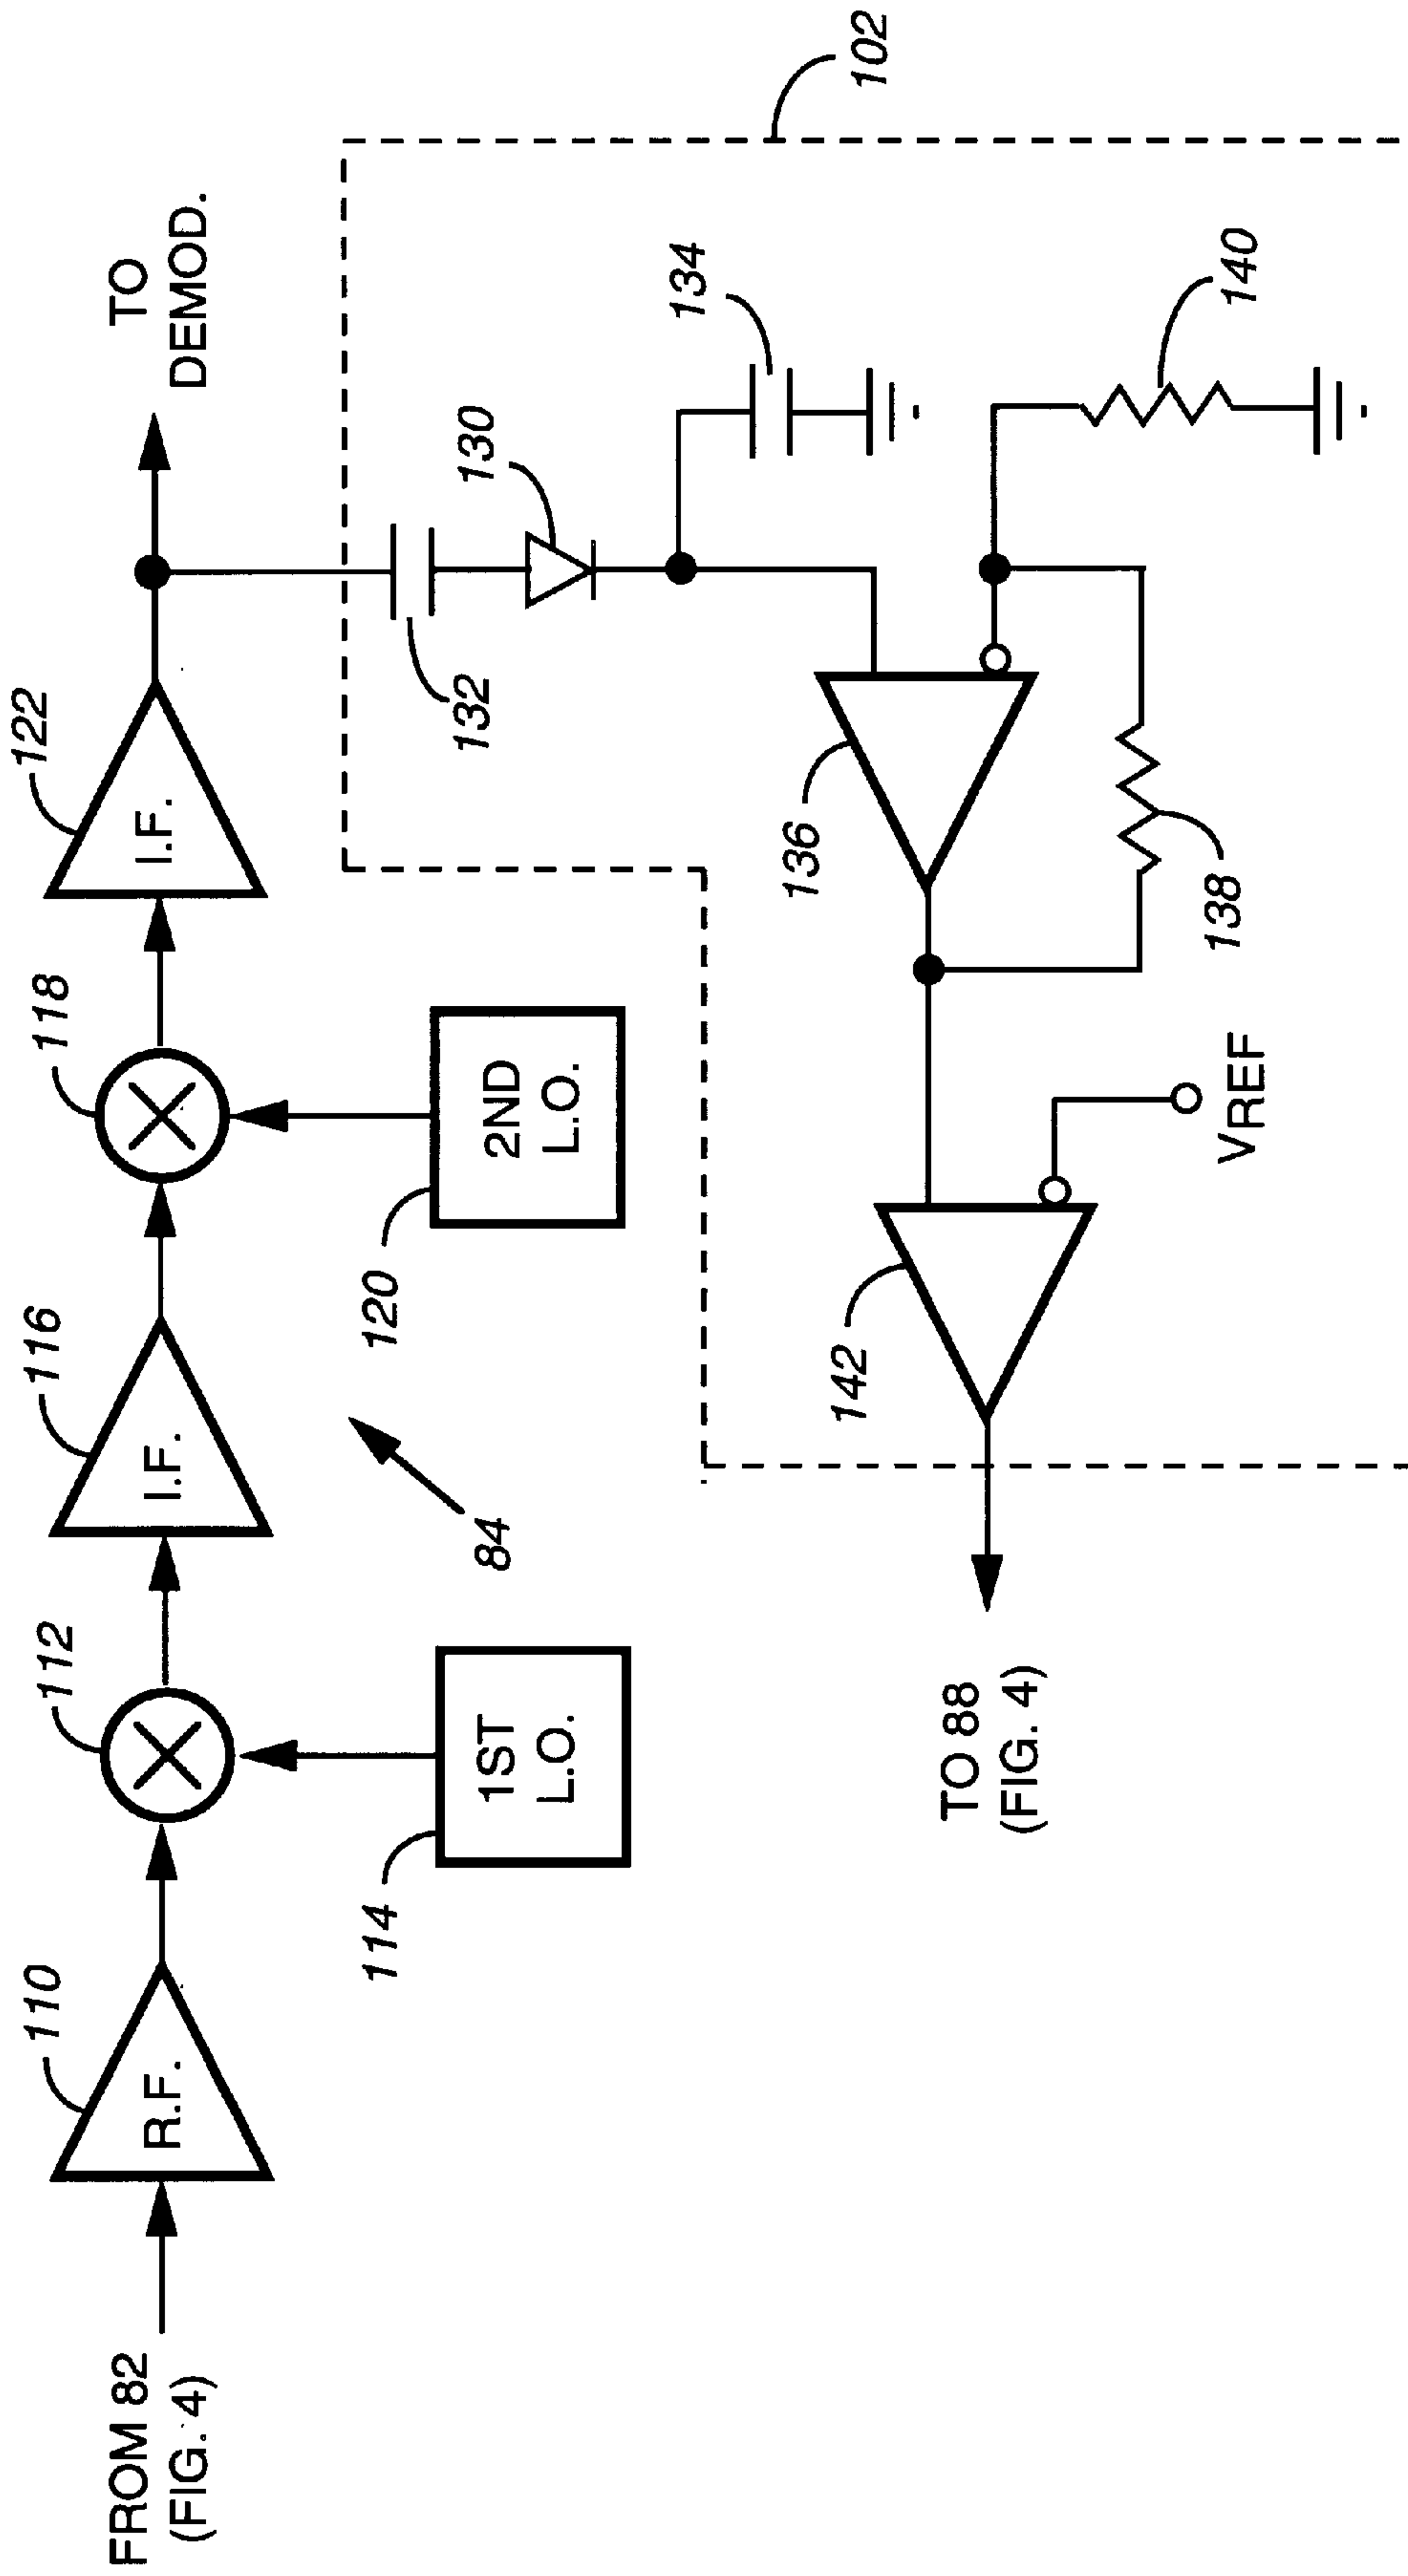 FROM 82
(FIG. 4)
110
R.F.
112
114
1ST
L.O.
116
I.F.
84
118
120
2ND
L.O.
122
I.F.
TO
DEMOD.
102
132
130
134
136
138
140
142
VREF
TO 88
(FIG. 4)